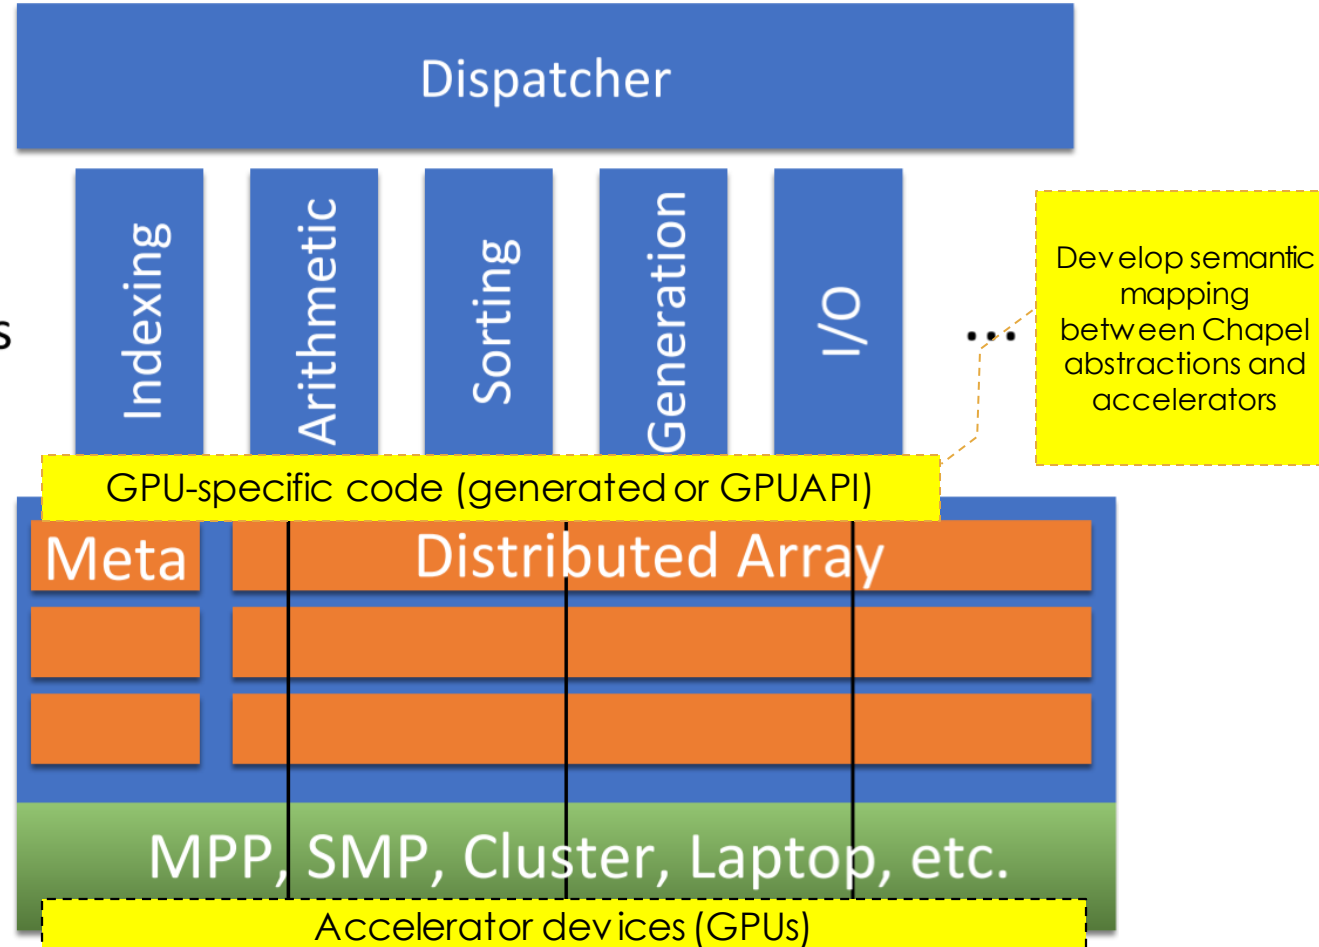 Dispatcher
Indexing
Arithmetic
Sorting
Generation
I/O
...
s
Develop semantic
mapping
between Chapel
abstractions and
accelerators
GPU-specific code (generated or GPUAPI)
Meta
Distributed Array
MPP, SMP, Cluster, Laptop, etc.
Accelerator devices (GPUs)